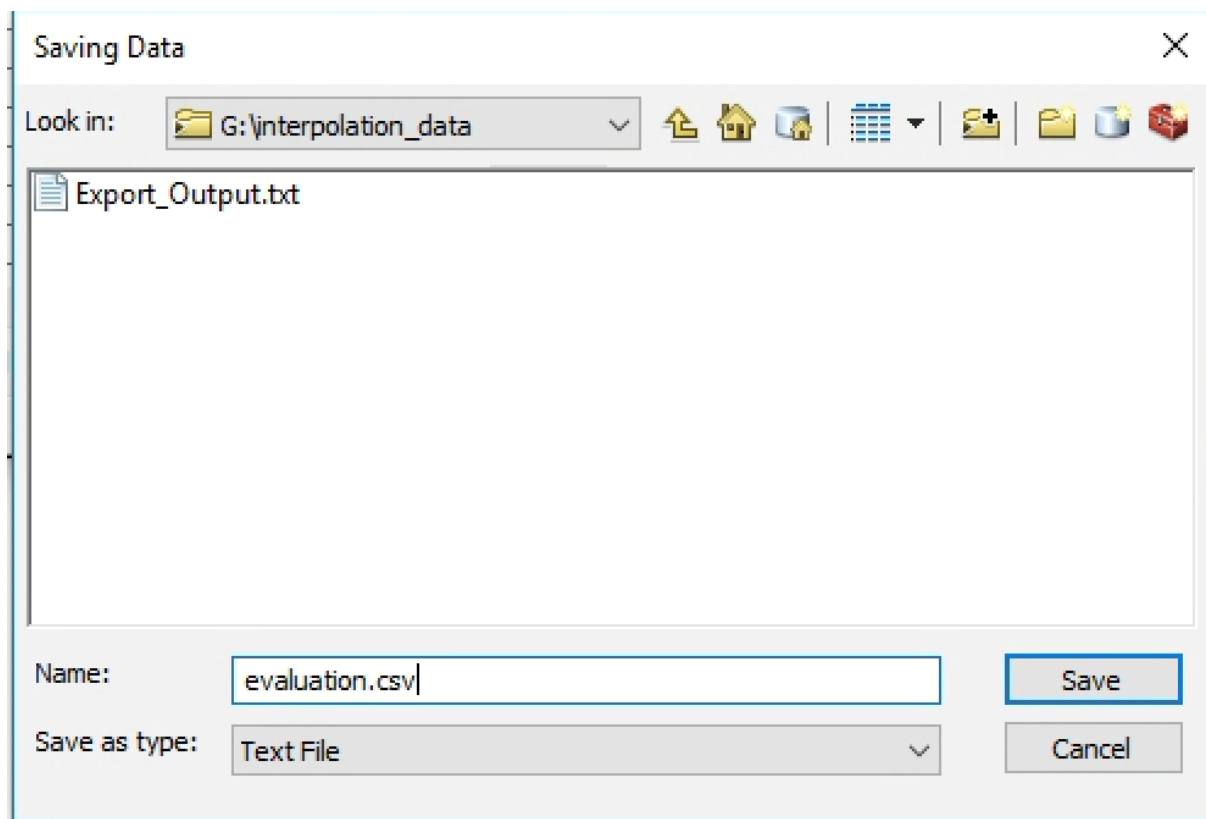 Saving Data
Look in: G:\interpolation_data
Export_Output.txt
Name: evaluation.csv Save
Save as type: Text File Cancel